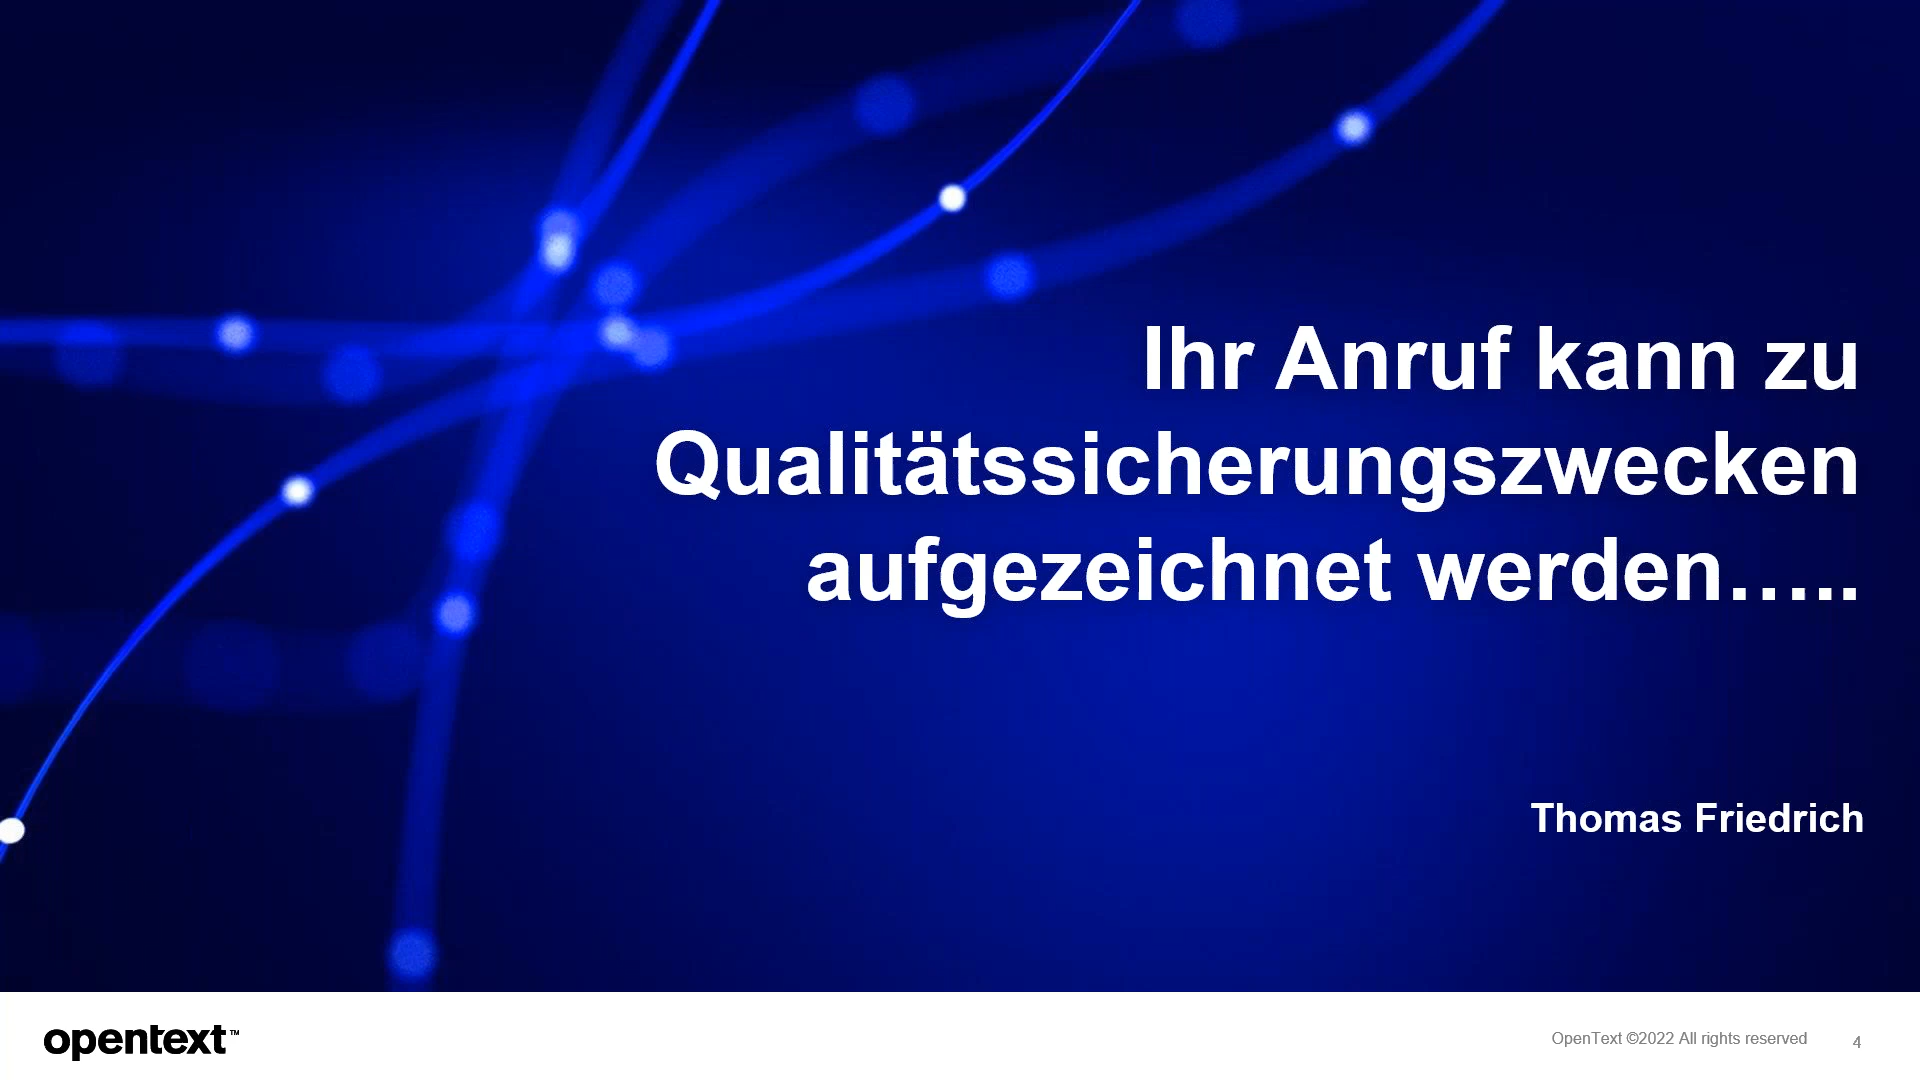 Ihr Anruf kann zu
Qualitätssicherungszwecken
aufgezeichnet werden…..
Thomas Friedrich
opentext™
OpenText ©2022 All rights reserved
4